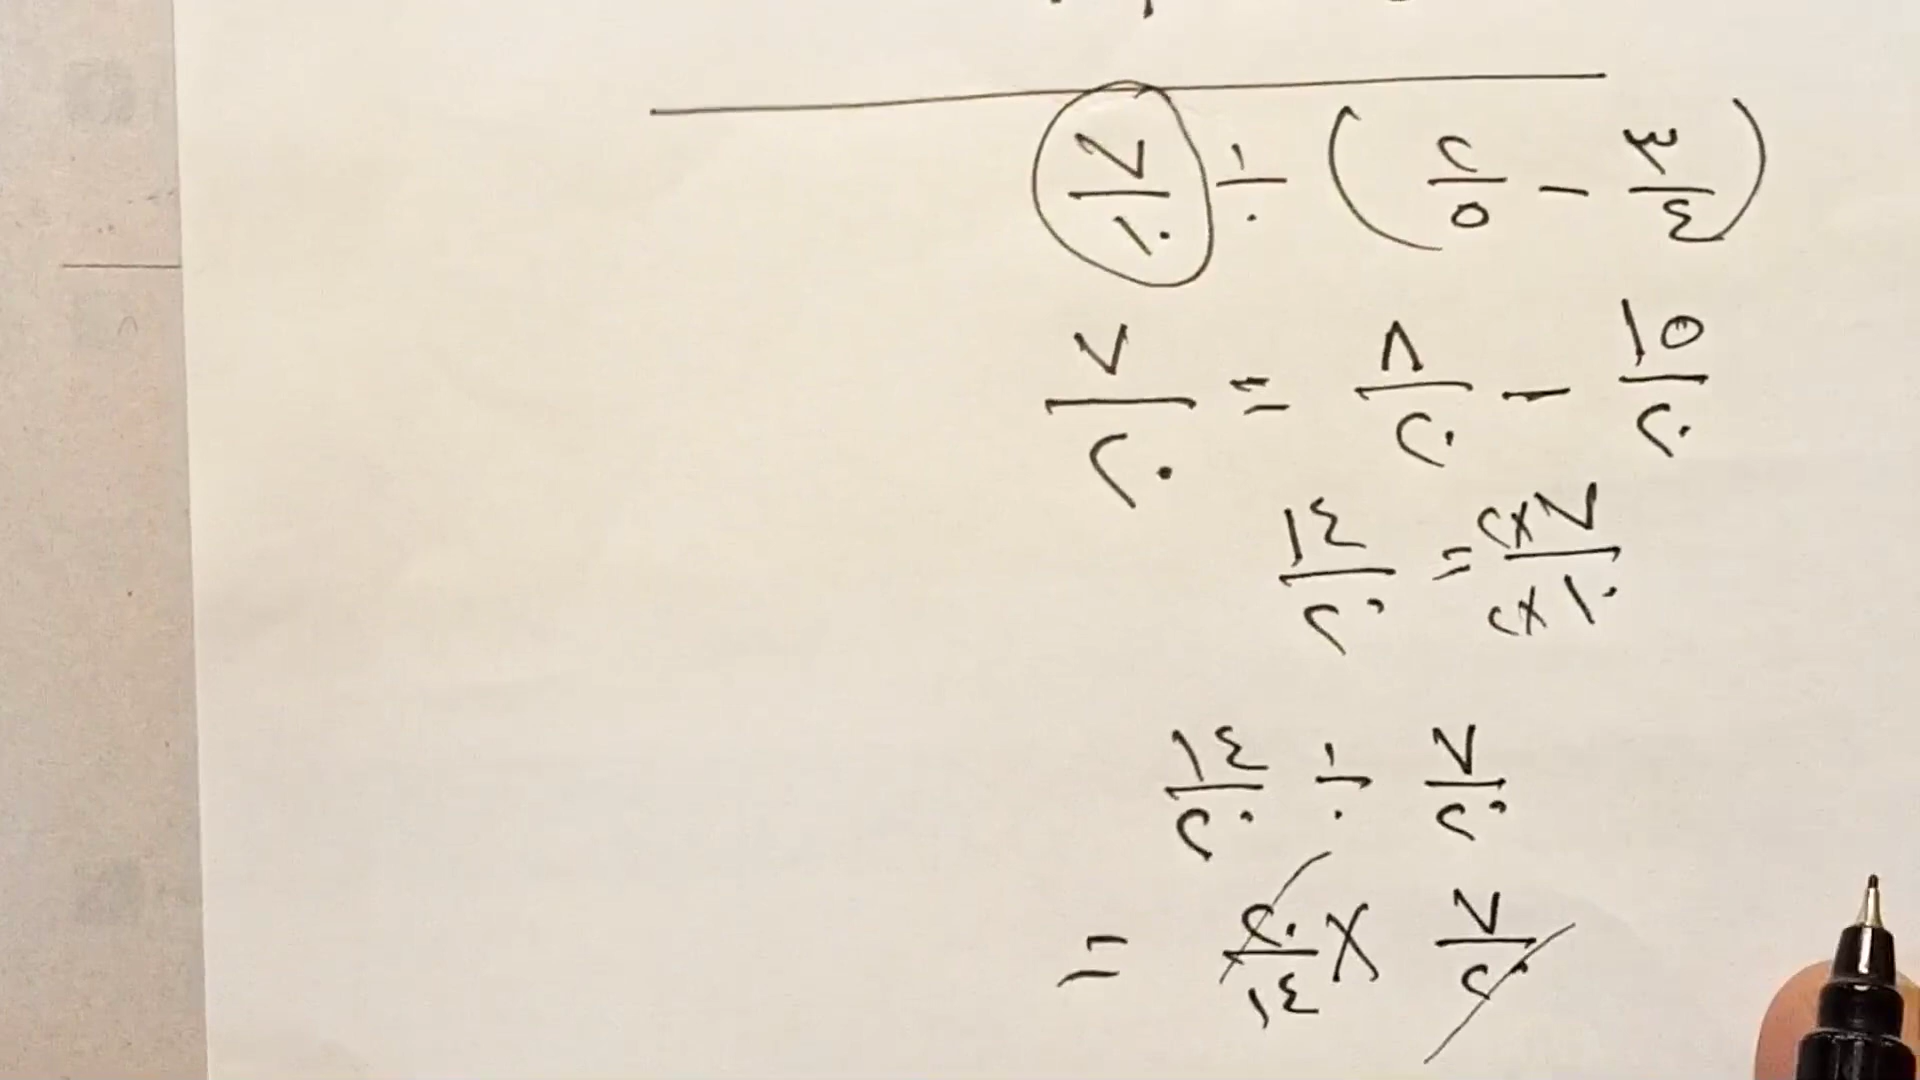 (٣/٤ − ٢/٥) ÷ ٧/١٠
١٥/٢٠ − ٨/٢٠ = ٧/٢٠
٧×٢/١٠×٢ = ١٤/٢٠
٧/٢٠ ÷ ١٤/٢٠
٧/٢٠ × ٢٠/١٤ =